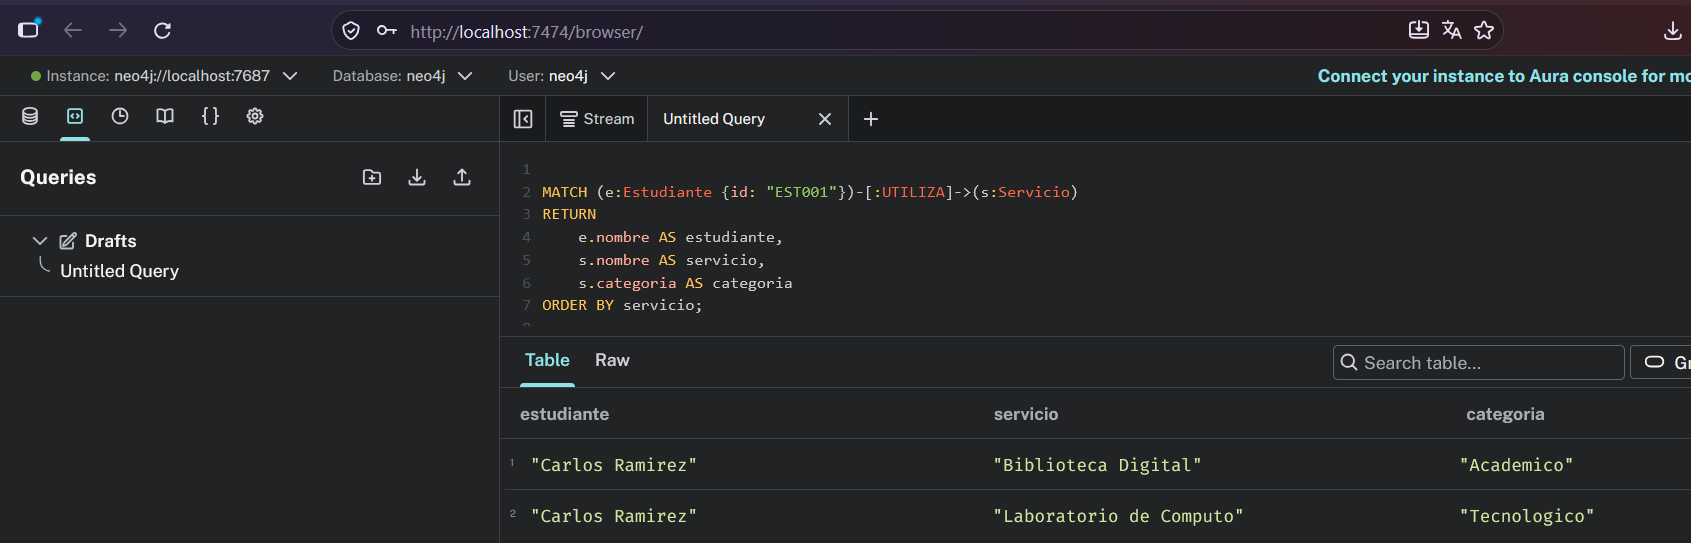 http://localhost:7474/browser/
Instance: neo4j://localhost:7687 Database: neo4j User: neo4j Connect your instance to Aura console for mo
Stream Untitled Query
Queries
Drafts
Untitled Query
1
2 MATCH (e:Estudiante {id: "EST001"})-[:UTILIZA]->(s:Servicio)
3 RETURN
4 e.nombre AS estudiante,
5 s.nombre AS servicio,
6 s.categoria AS categoria
7 ORDER BY servicio;
Table Raw Search table... Gr
estudiante servicio categoria
1 "Carlos Ramirez" "Biblioteca Digital" "Academico"
2 "Carlos Ramirez" "Laboratorio de Computo" "Tecnologico"